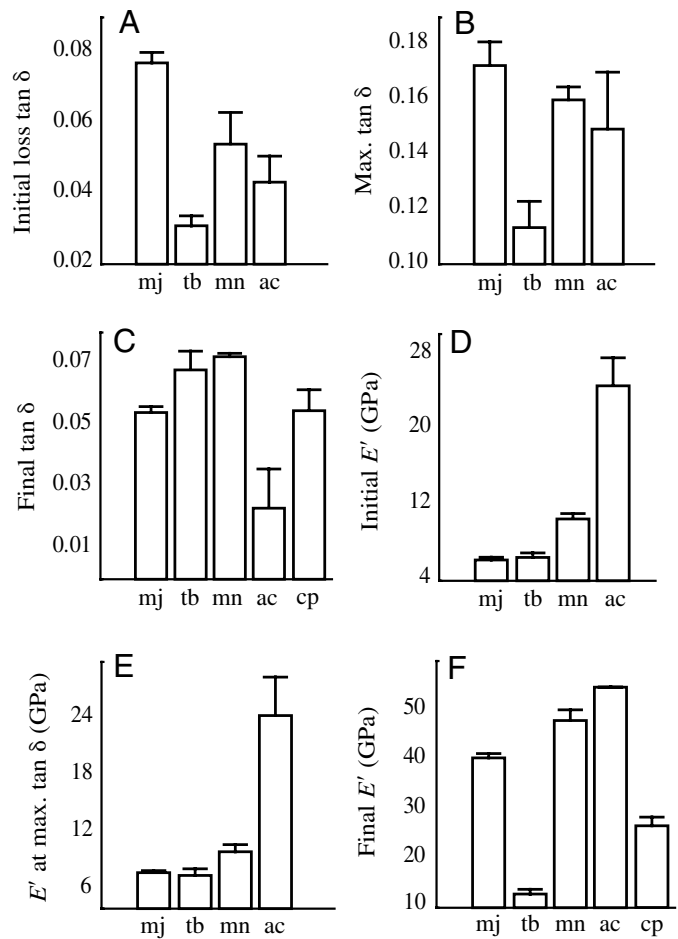 A
Initial loss tan δ
0.08
0.06
0.04
0.02
mj tb mn ac
B
Max. tan δ
0.18
0.16
0.14
0.12
0.10
mj tb mn ac
C
Final tan δ
0.07
0.05
0.03
0.01
mj tb mn ac cp
D
Initial E′ (GPa)
28
20
12
4
mj tb mn ac
E
E′ at max. tan δ (GPa)
24
18
12
6
mj tb mn ac
F
Final E′ (GPa)
50
40
30
20
10
mj tb mn ac cp